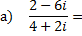 a) (2−6i)/(4+2i) =